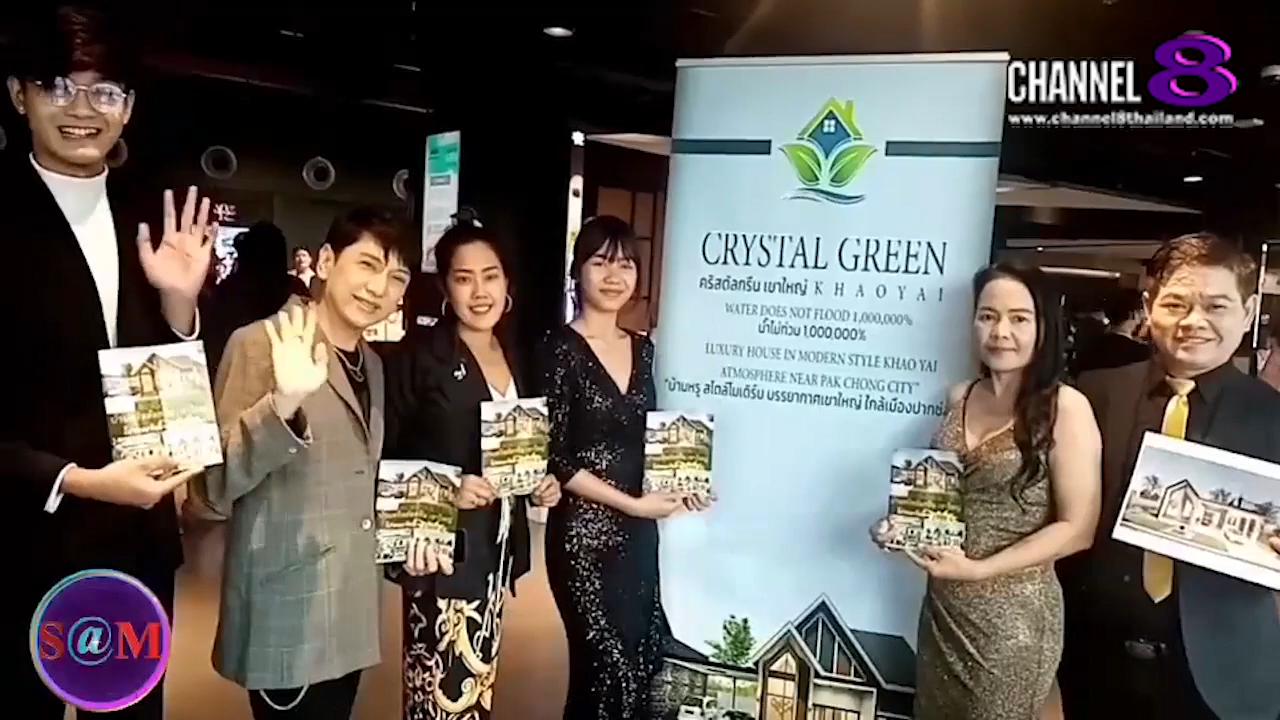 CHANNEL 8
www.channel8thailand.com
CRYSTAL GREEN
คริสตัลกรีน เขาใหญ่ KHAOYAI
WATER DOES NOT FLOOD 1,000,000%
น้ำไม่ท่วม 1,000,000%
LUXURY HOUSE IN MODERN STYLE KHAO YAI
ATMOSPHERE NEAR PAK CHONG CITY"
"บ้านหรู สไตล์โมเดิร์น บรรยากาศเขาใหญ่ ใกล้เมืองปากช่อ
S@M